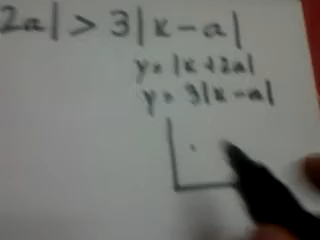 2a| > 3|x-a|
y = |x+2a|
y = 3|x-a|